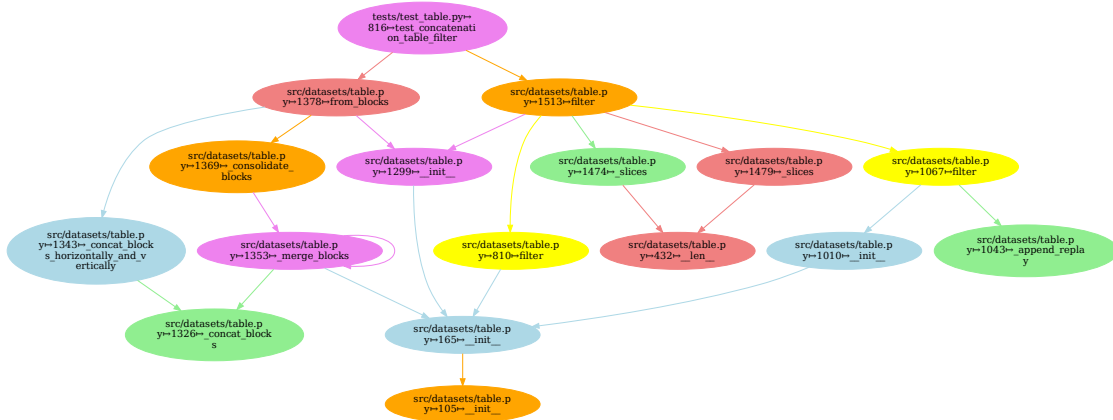 tests/test_table.py↦
816↦test_concatenati
on_table_filter
src/datasets/table.p
y↦1378↦from_blocks
src/datasets/table.p
y↦1513↦filter
src/datasets/table.p
y↦1369↦_consolidate_
blocks
src/datasets/table.p
y↦1299↦__init__
src/datasets/table.p
y↦1474↦_slices
src/datasets/table.p
y↦1479↦_slices
src/datasets/table.p
y↦1067↦filter
src/datasets/table.p
y↦1343↦_concat_block
s_horizontally_and_v
ertically
src/datasets/table.p
y↦1353↦_merge_blocks
src/datasets/table.p
y↦810↦filter
src/datasets/table.p
y↦432↦__len__
src/datasets/table.p
y↦1010↦__init__
src/datasets/table.p
y↦1043↦_append_repla
y
src/datasets/table.p
y↦1326↦_concat_block
s
src/datasets/table.p
y↦165↦__init__
src/datasets/table.p
y↦105↦__init__